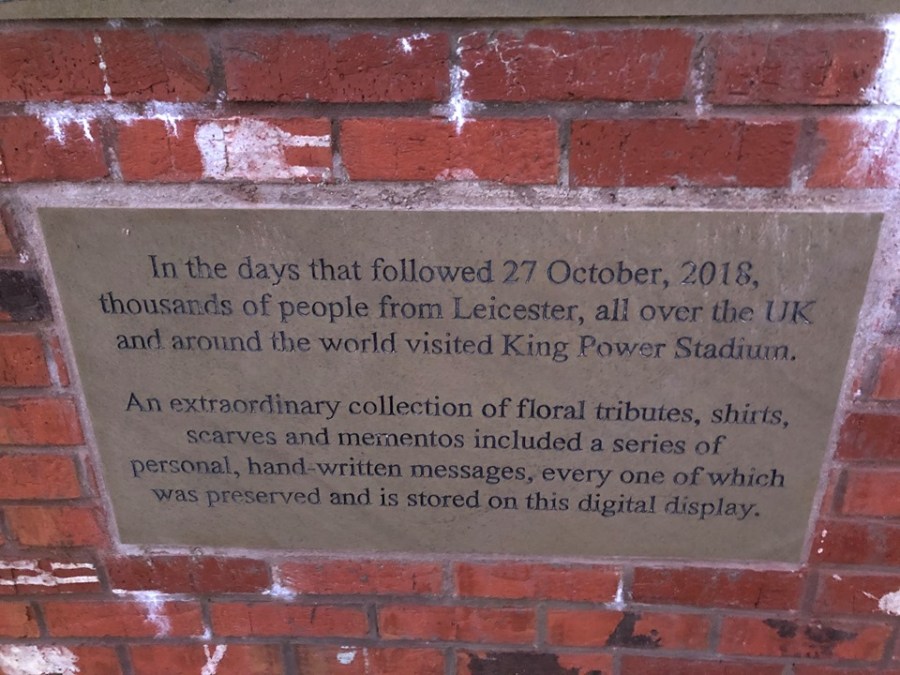 In the days that followed 27 October, 2018,
thousands of people from Leicester, all over the UK
and around the world visited King Power Stadium.
An extraordinary collection of floral tributes, shirts,
scarves and mementos included a series of
personal, hand-written messages, every one of which
was preserved and is stored on this digital display.